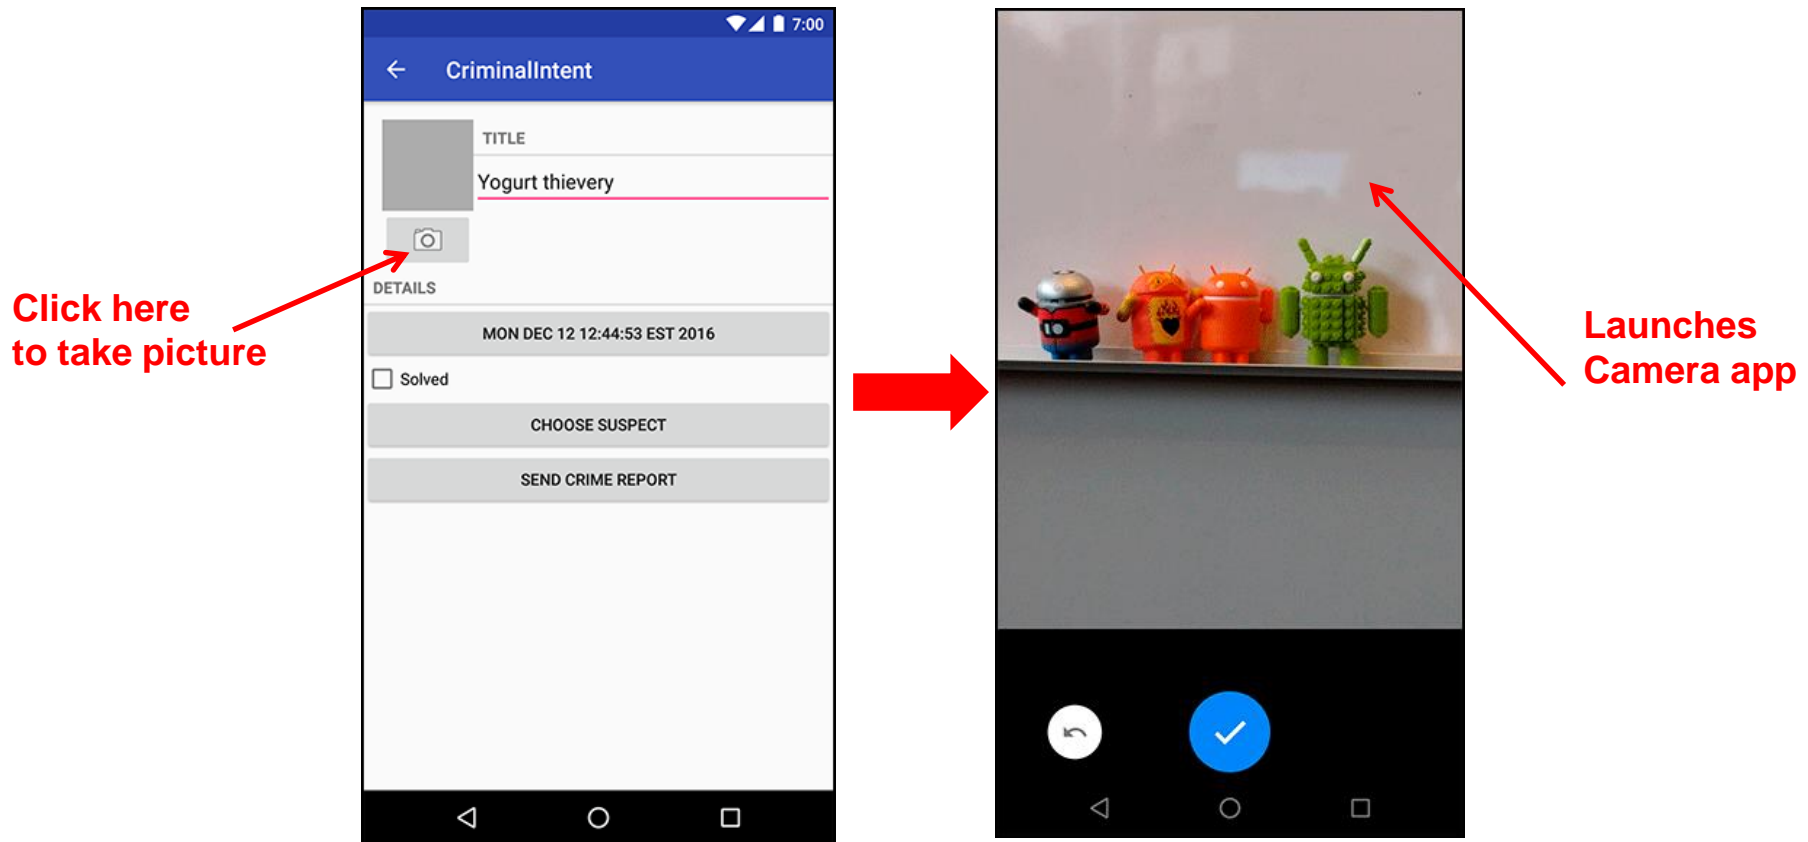 7:00
CriminalIntent
TITLE
Yogurt thievery
DETAILS
MON DEC 12 12:44:53 EST 2016
Solved
CHOOSE SUSPECT
SEND CRIME REPORT
Click here
to take picture
Launches
Camera app